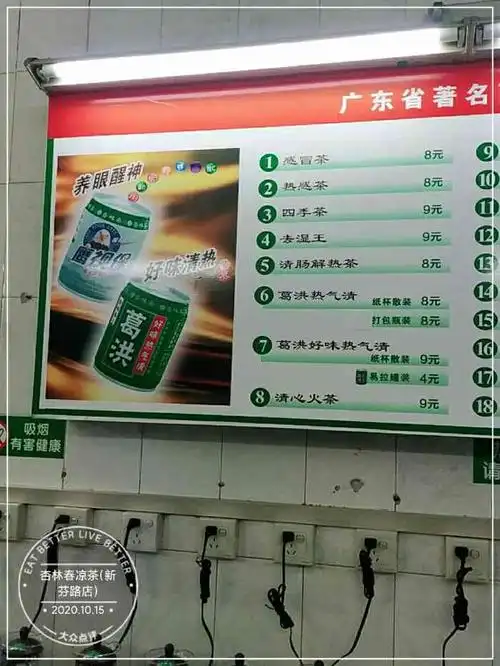 广东省著名
养眼醒神
好味清热
葛洪
好味热气清
1 感冒茶 8元
2 热感茶 8元
3 四季茶 9元
4 去湿王 9元
5 清肠解热茶 8元
6 葛洪热气清 纸杯散装 8元
打包瓶装 8元
7 葛洪好味热气清
纸杯散装 9元
易拉罐装 4元
8 清心火茶 9元
9
10
11
12
13
14
15
16
17
18
吸烟
有害健康
请
EAT BETTER LIVE BETTER
杏林春凉茶(新
芬路店)
2020.10.15
大众点评